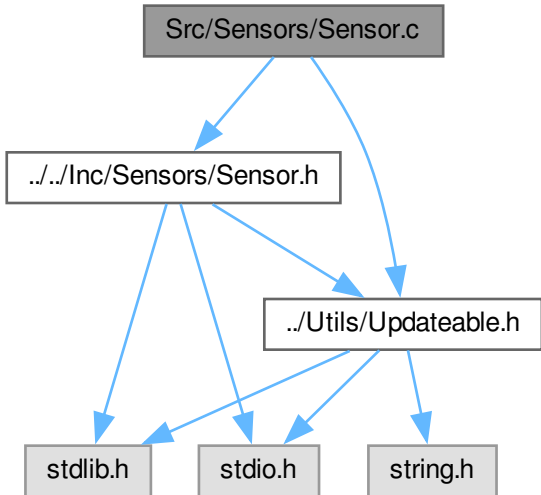 Src/Sensors/Sensor.c
../../Inc/Sensors/Sensor.h
../Utils/Updateable.h
stdlib.h
stdio.h
string.h